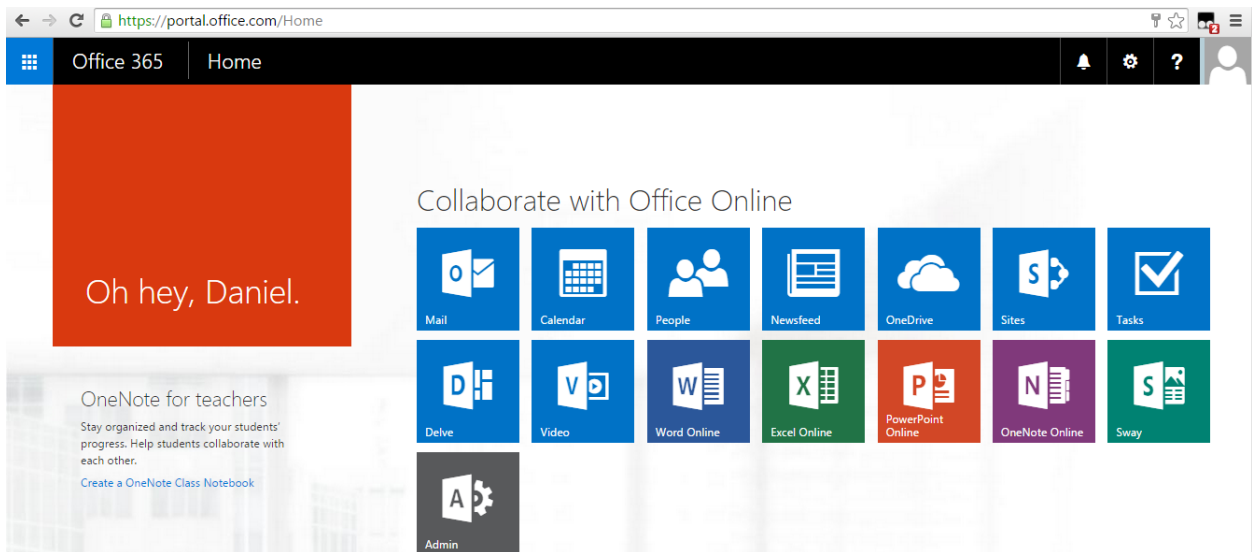 https://portal.office.com/Home
2
Office 365 Home
?
Oh hey, Daniel.
Collaborate with Office Online
Mail Calendar People Newsfeed OneDrive Sites Tasks
Delve Video Word Online Excel Online PowerPoint Online OneNote Online Sway
Admin
OneNote for teachers
Stay organized and track your students'
progress. Help students collaborate with
each other.
Create a OneNote Class Notebook